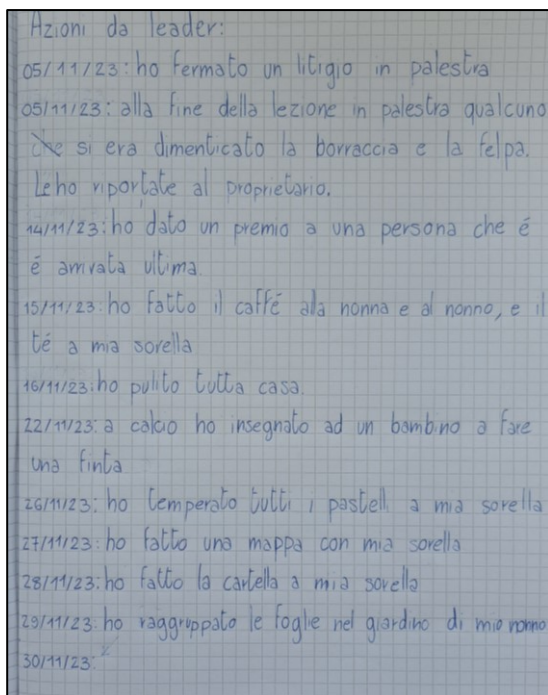 Azioni da leader:
05/11/23: ho fermato un litigio in palestra
05/11/23: alla fine della lezione in palestra qualcuno
che si era dimenticato la borraccia e la felpa.
Le ho riportate al proprietario.
14/11/23: ho dato un premio a una persona che é
é arrivata ultima.
15/11/23: ho fatto il caffé alla nonna e al nonno, e il
té a mia sorella
16/11/23: ho pulito tutta casa.
22/11/23: a calcio ho insegnato ad un bambino a fare
una finta
26/11/23: ho temperato tutti i pastelli a mia sorella
27/11/23: ho fatto una mappa con mia sorella
28/11/23: ho fatto la cartella a mia sorella
29/11/23: ho raggruppato le foglie nel giardino di mio nonno
30/11/23: